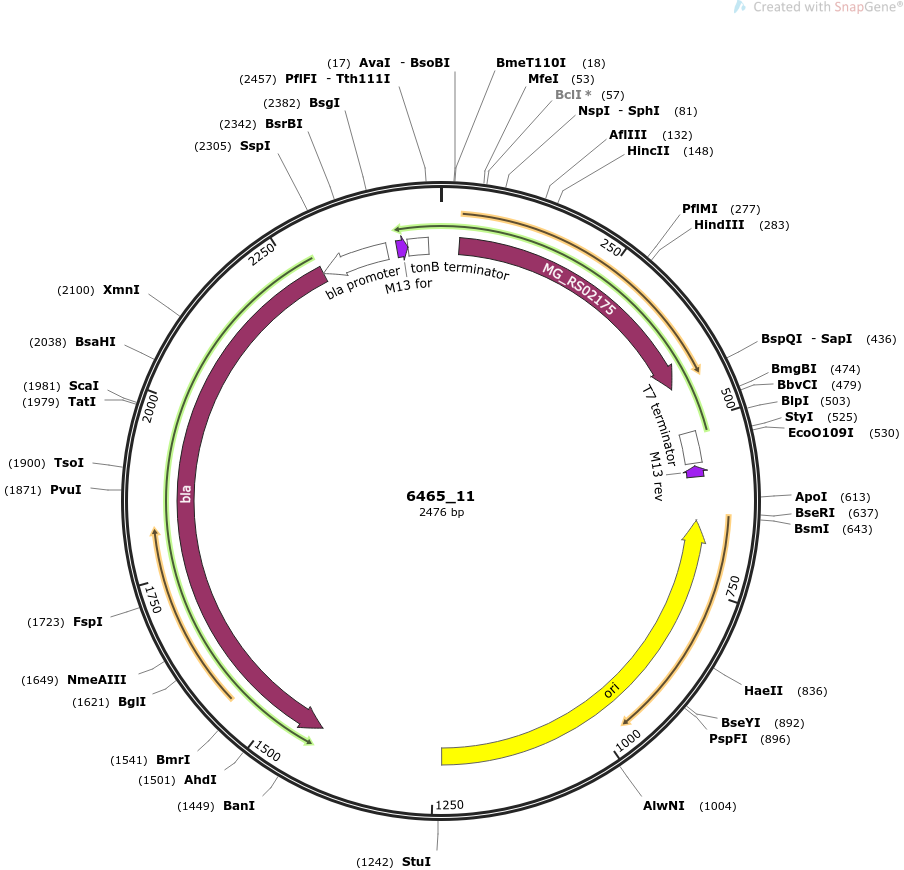 Created with SnapGene®
(17) AvaI - BsoBI
(2457) PflFI - Tth111I
(2382) BsgI
(2342) BsrBI
(2305) SspI
BmeT110I (18)
MfeI (53)
BclI * (57)
NspI - SphI (81)
AflIII (132)
HincII (148)
PflMI (277)
HindIII (283)
BspQI - SapI (436)
BmgBI (474)
BbvCI (479)
BlpI (503)
StyI (525)
EcoO109I (530)
ApoI (613)
BseRI (637)
BsmI (643)
HaeII (836)
BseYI (892)
PspFI (896)
AlwNI (1004)
(1242) StuI
(1449) BanI
(1501) AhdI
(1541) BmrI
(1621) BglI
(1649) NmeAIII
(1723) FspI
(1871) PvuI
(1900) TsoI
(1979) TatI
(1981) ScaI
(2038) BsaHI
(2100) XmnI
250
500
750
1000
1250
1500
1750
2000
2250
bla promoter
M13 for
tonB terminator
MG_RS02175
T7 terminator
M13 rev
ori
bla
6465_11
2476 bp